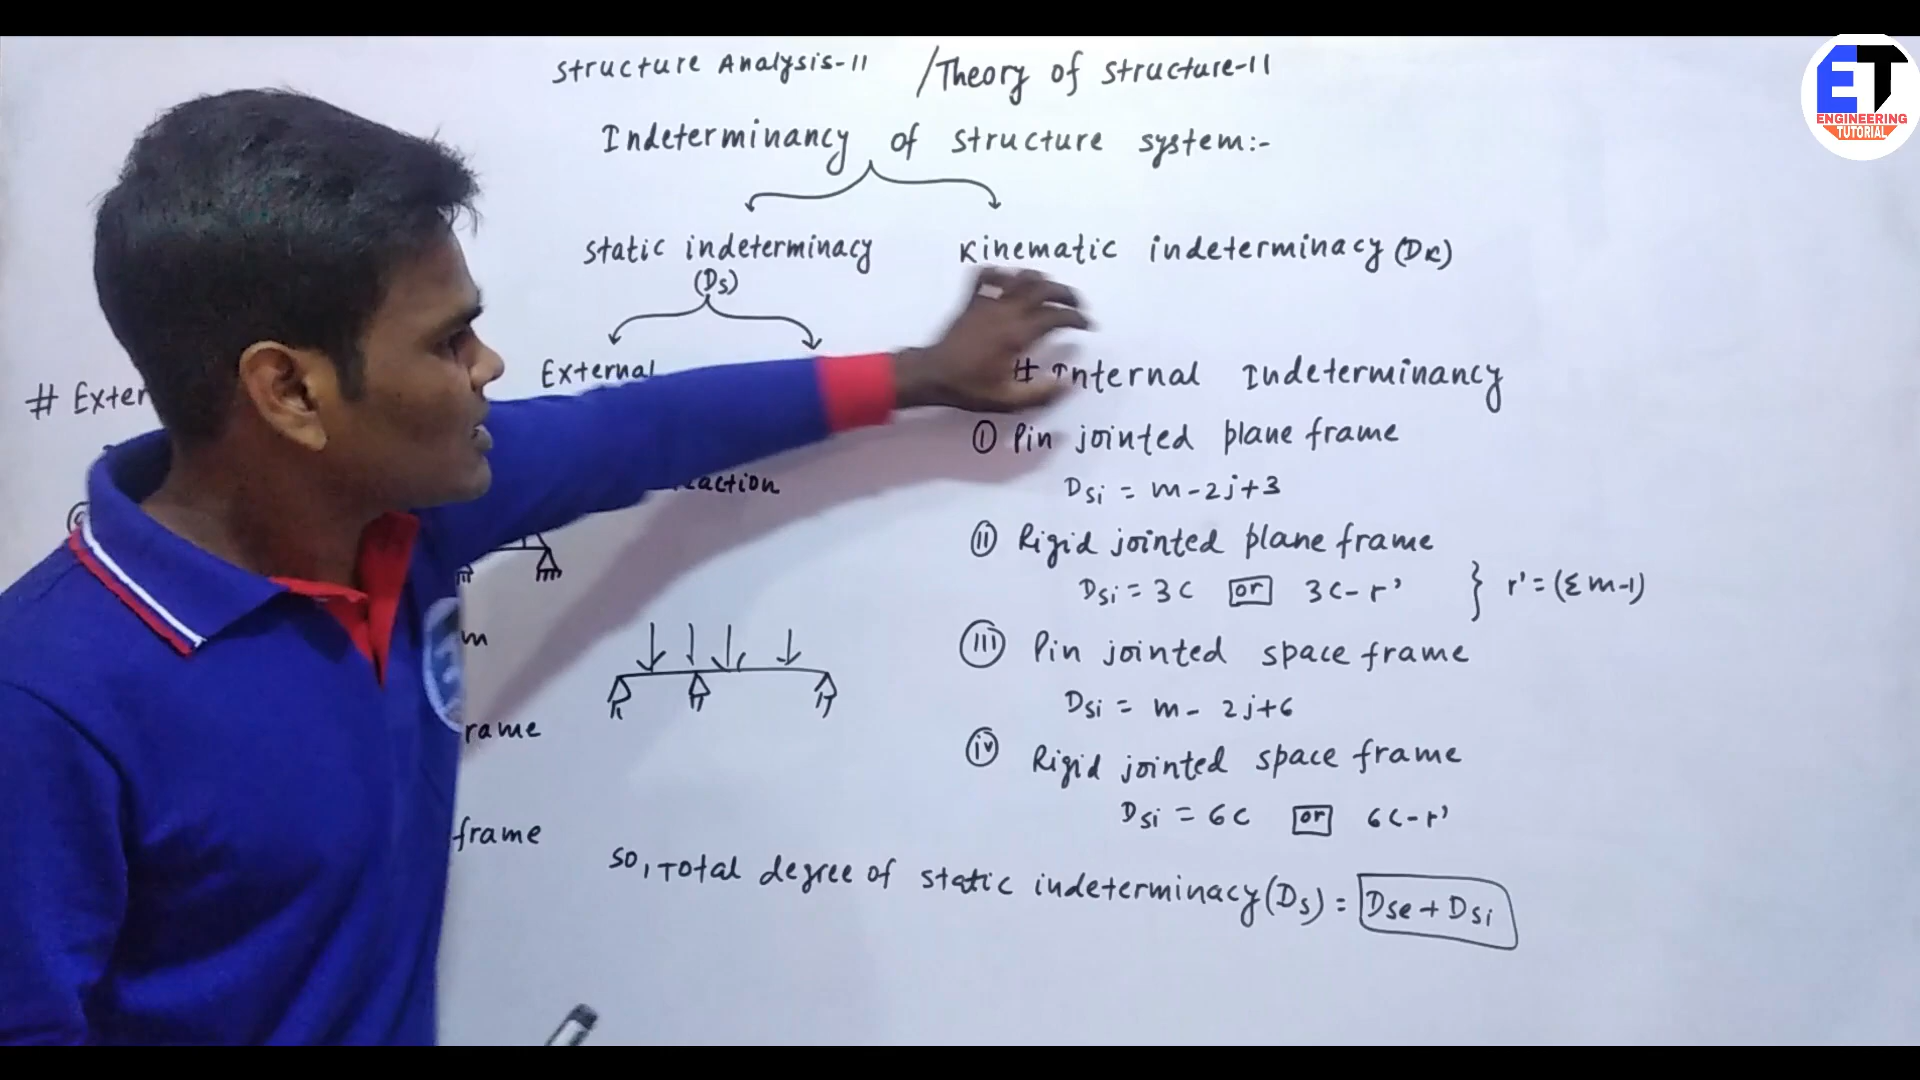 Structure Analysis-II / Theory of Structure-II
Indeterminancy of structure system:-
static indeterminacy
(Ds)
Kinematic indeterminacy (Dk)
External
# Exter
action
m
rame
frame
# Internal Indeterminancy
(i) Pin jointed plane frame
Dsi = m - 2j + 3
(ii) Rigid jointed plane frame
Dsi = 3c or 3c - r' } r' = (Σm-1)
(iii) Pin jointed space frame
Dsi = m - 2j + 6
(iv) Rigid jointed space frame
Dsi = 6c or 6c - r'
so, Total degree of static indeterminacy (Ds) = Dse + Dsi
ET
ENGINEERING
TUTORIAL